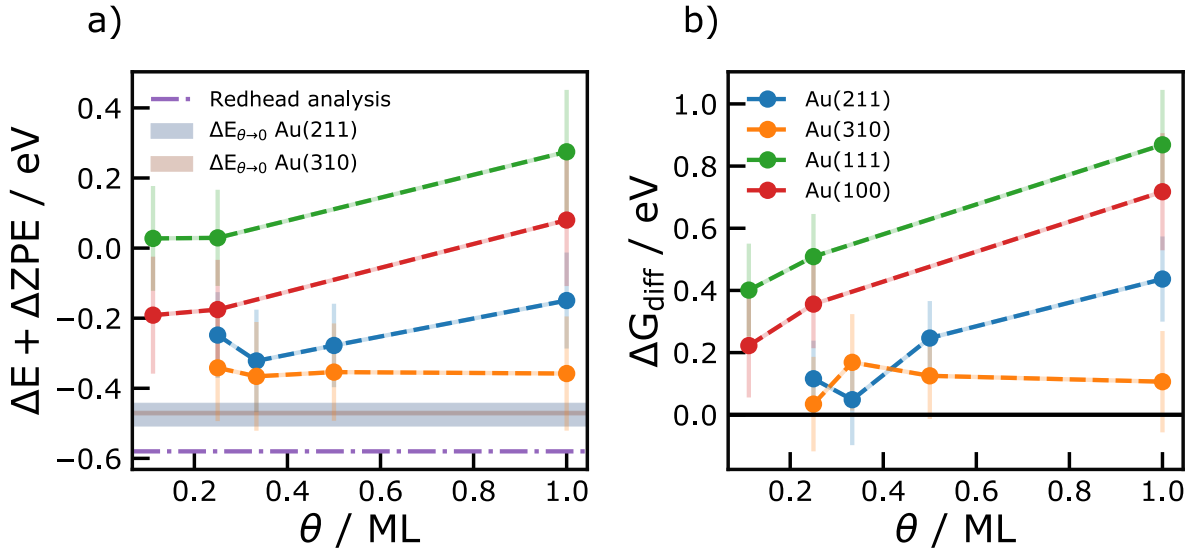 a)
ΔE + ΔZPE / eV
0.4
0.2
0.0
−0.2
−0.4
−0.6
Redhead analysis
ΔE_{θ→0} Au(211)
ΔE_{θ→0} Au(310)
0.2 0.4 0.6 0.8 1.0
θ / ML
b)
ΔG_{diff} / eV
1.0
0.8
0.6
0.4
0.2
0.0
Au(211)
Au(310)
Au(111)
Au(100)
0.2 0.4 0.6 0.8 1.0
θ / ML